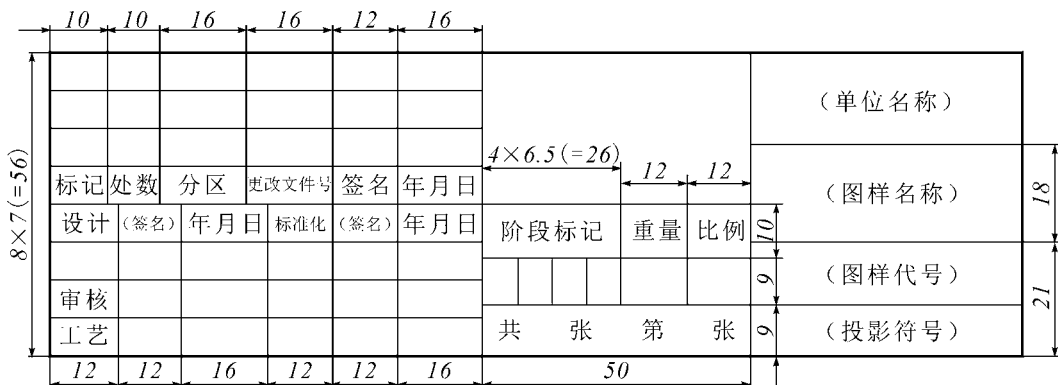 10 10 16 16 12 16
(单位名称)
4×6.5(=26)
标记 处数 分区 更改文件号 签名 年月日 12 12
(图样名称) 18
8×7(=56)
设计 (签名) 年月日 标准化 (签名) 年月日 阶段标记 重量 比例 10
(图样代号)
9
审核
21
工艺 共 张 第 张 9 (投影符号)
12 12 16 12 12 16 50